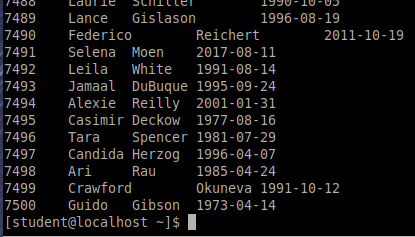 7488 Laurie Schiller 1990-10-05
7489 Lance Gislason 1996-08-19
7490 Federico Reichert 2011-10-19
7491 Selena Moen 2017-08-11
7492 Leila White 1991-08-14
7493 Jamaal DuBuque 1995-09-24
7494 Alexie Reilly 2001-01-31
7495 Casimir Deckow 1977-08-16
7496 Tara Spencer 1981-07-29
7497 Candida Herzog 1996-04-07
7498 Ari Rau 1985-04-24
7499 Crawford Okuneva 1991-10-12
7500 Guido Gibson 1973-04-14
[student@localhost ~]$